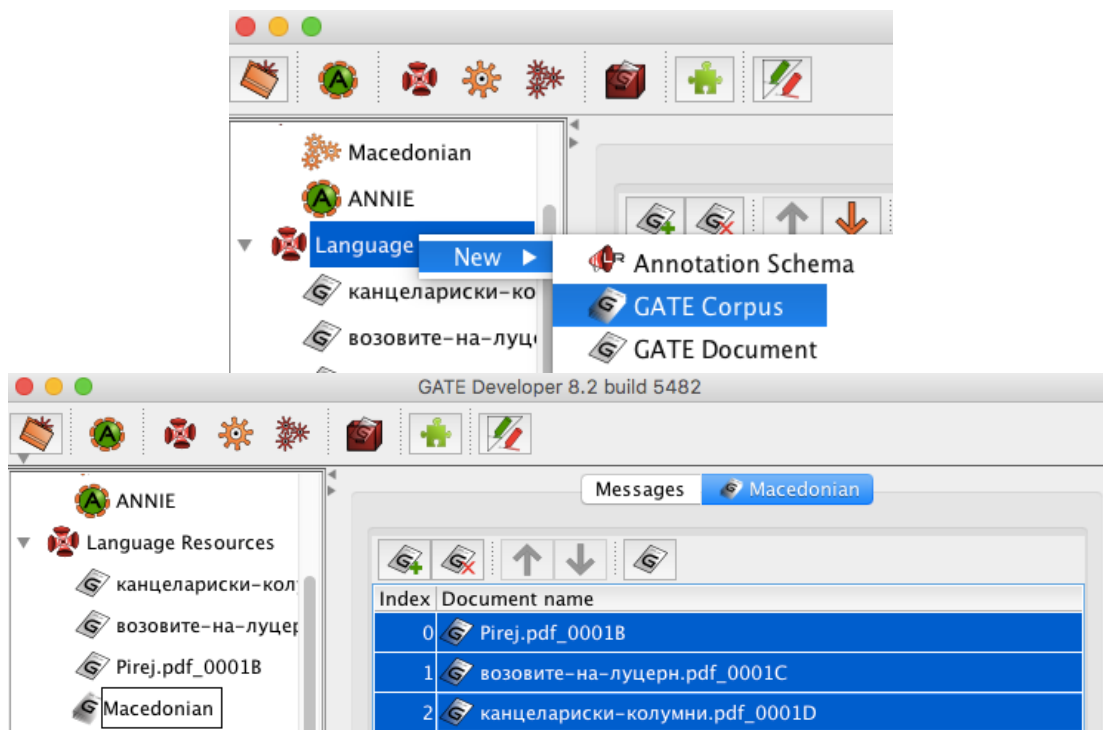 Macedonian
ANNIE
Language
New
Annotation Schema
канцелариски-ко
GATE Corpus
возовите-на-луц
GATE Document
GATE Developer 8.2 build 5482
ANNIE
Messages
Macedonian
Language Resources
канцелариски-кол
возовите-на-луцер
Pirej.pdf_0001B
Macedonian
Index
Document name
0
Pirej.pdf_0001B
1
возовите-на-луцерн.pdf_0001C
2
канцелариски-колумни.pdf_0001D